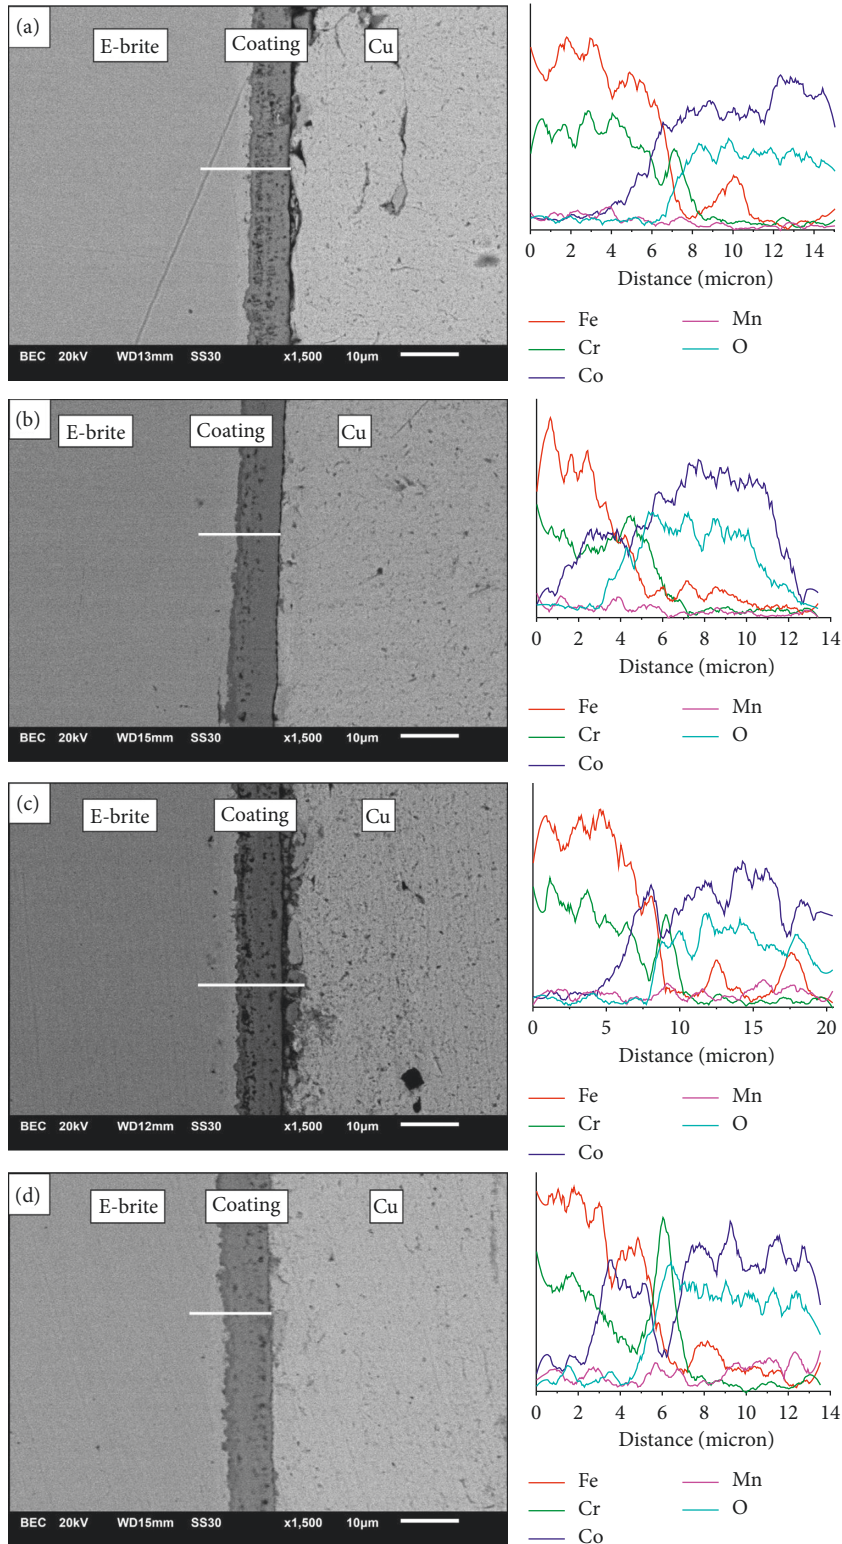 (a)
E-brite Coating Cu
BEC 20kV WD13mm SS30 x1,500 10µm
0 2 4 6 8 10 12 14
Distance (micron)
Fe Mn
Cr O
Co
(b)
E-brite Coating Cu
BEC 20kV WD15mm SS30 x1,500 10µm
0 2 4 6 8 10 12 14
Distance (micron)
Fe Mn
Cr O
Co
(c)
E-brite Coating Cu
BEC 20kV WD12mm SS30 x1,500 10µm
0 5 10 15 20
Distance (micron)
Fe Mn
Cr O
Co
(d)
E-brite Coating Cu
BEC 20kV WD15mm SS30 x1,500 10µm
0 2 4 6 8 10 12 14
Distance (micron)
Fe Mn
Cr O
Co